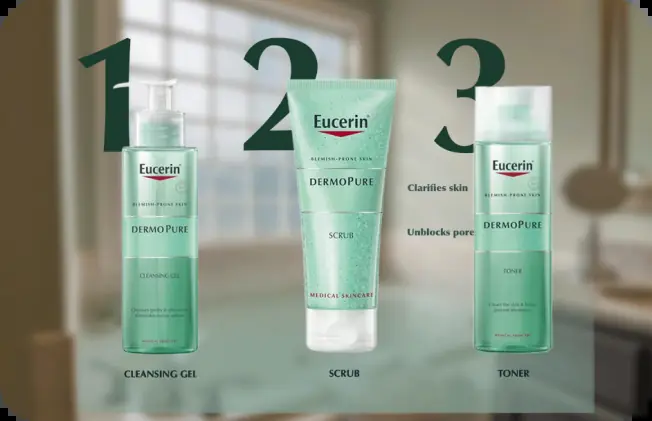 1
2
3
Eucerin
BLEMISH-PRONE SKIN
DERMOPURE
CLEANSING GEL
Eucerin
BLEMISH-PRONE SKIN
DERMOPURE
SCRUB
MEDICAL SKINCARE
Clarifies skin
Unblocks pore
Eucerin
BLEMISH-PRONE SKIN
DERMOPURE
TONER
CLEANSING GEL
SCRUB
TONER